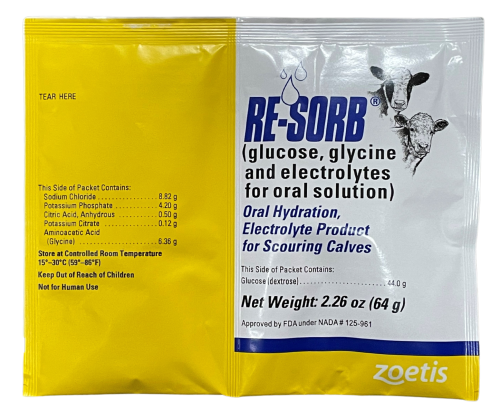 TEAR HERE
This Side of Packet Contains:
Sodium Chloride ................ 8.82 g
Potassium Phosphate ............ 4.20 g
Citric Acid, Anhydrous ......... 0.50 g
Potassium Citrate .............. 0.12 g
Aminoacetic Acid
(Glycine) ...................... 6.36 g
Store at Controlled Room Temperature
15°–30°C (59°–86°F)
Keep Out of Reach of Children
Not for Human Use
RE-SORB®
(glucose, glycine
and electrolytes
for oral solution)
Oral Hydration,
Electrolyte Product
for Scouring Calves
This Side of Packet Contains:
Glucose (dextrose) ............. 44.0 g
Net Weight: 2.26 oz (64 g)
Approved by FDA under NADA # 125-961
zoetis